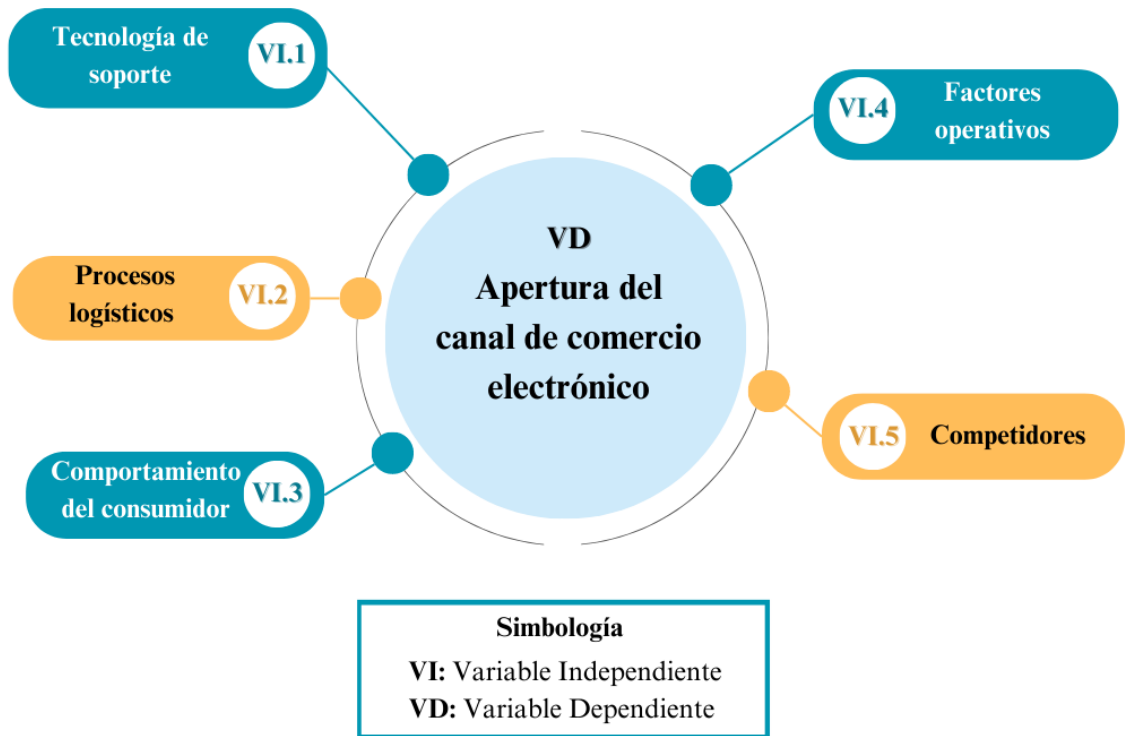 Tecnología de
soporte
VI.1
Procesos
logísticos
VI.2
Comportamiento
del consumidor
VI.3
VD
Apertura del
canal de comercio
electrónico
VI.4
Factores
operativos
VI.5
Competidores
Simbología
VI: Variable Independiente
VD: Variable Dependiente